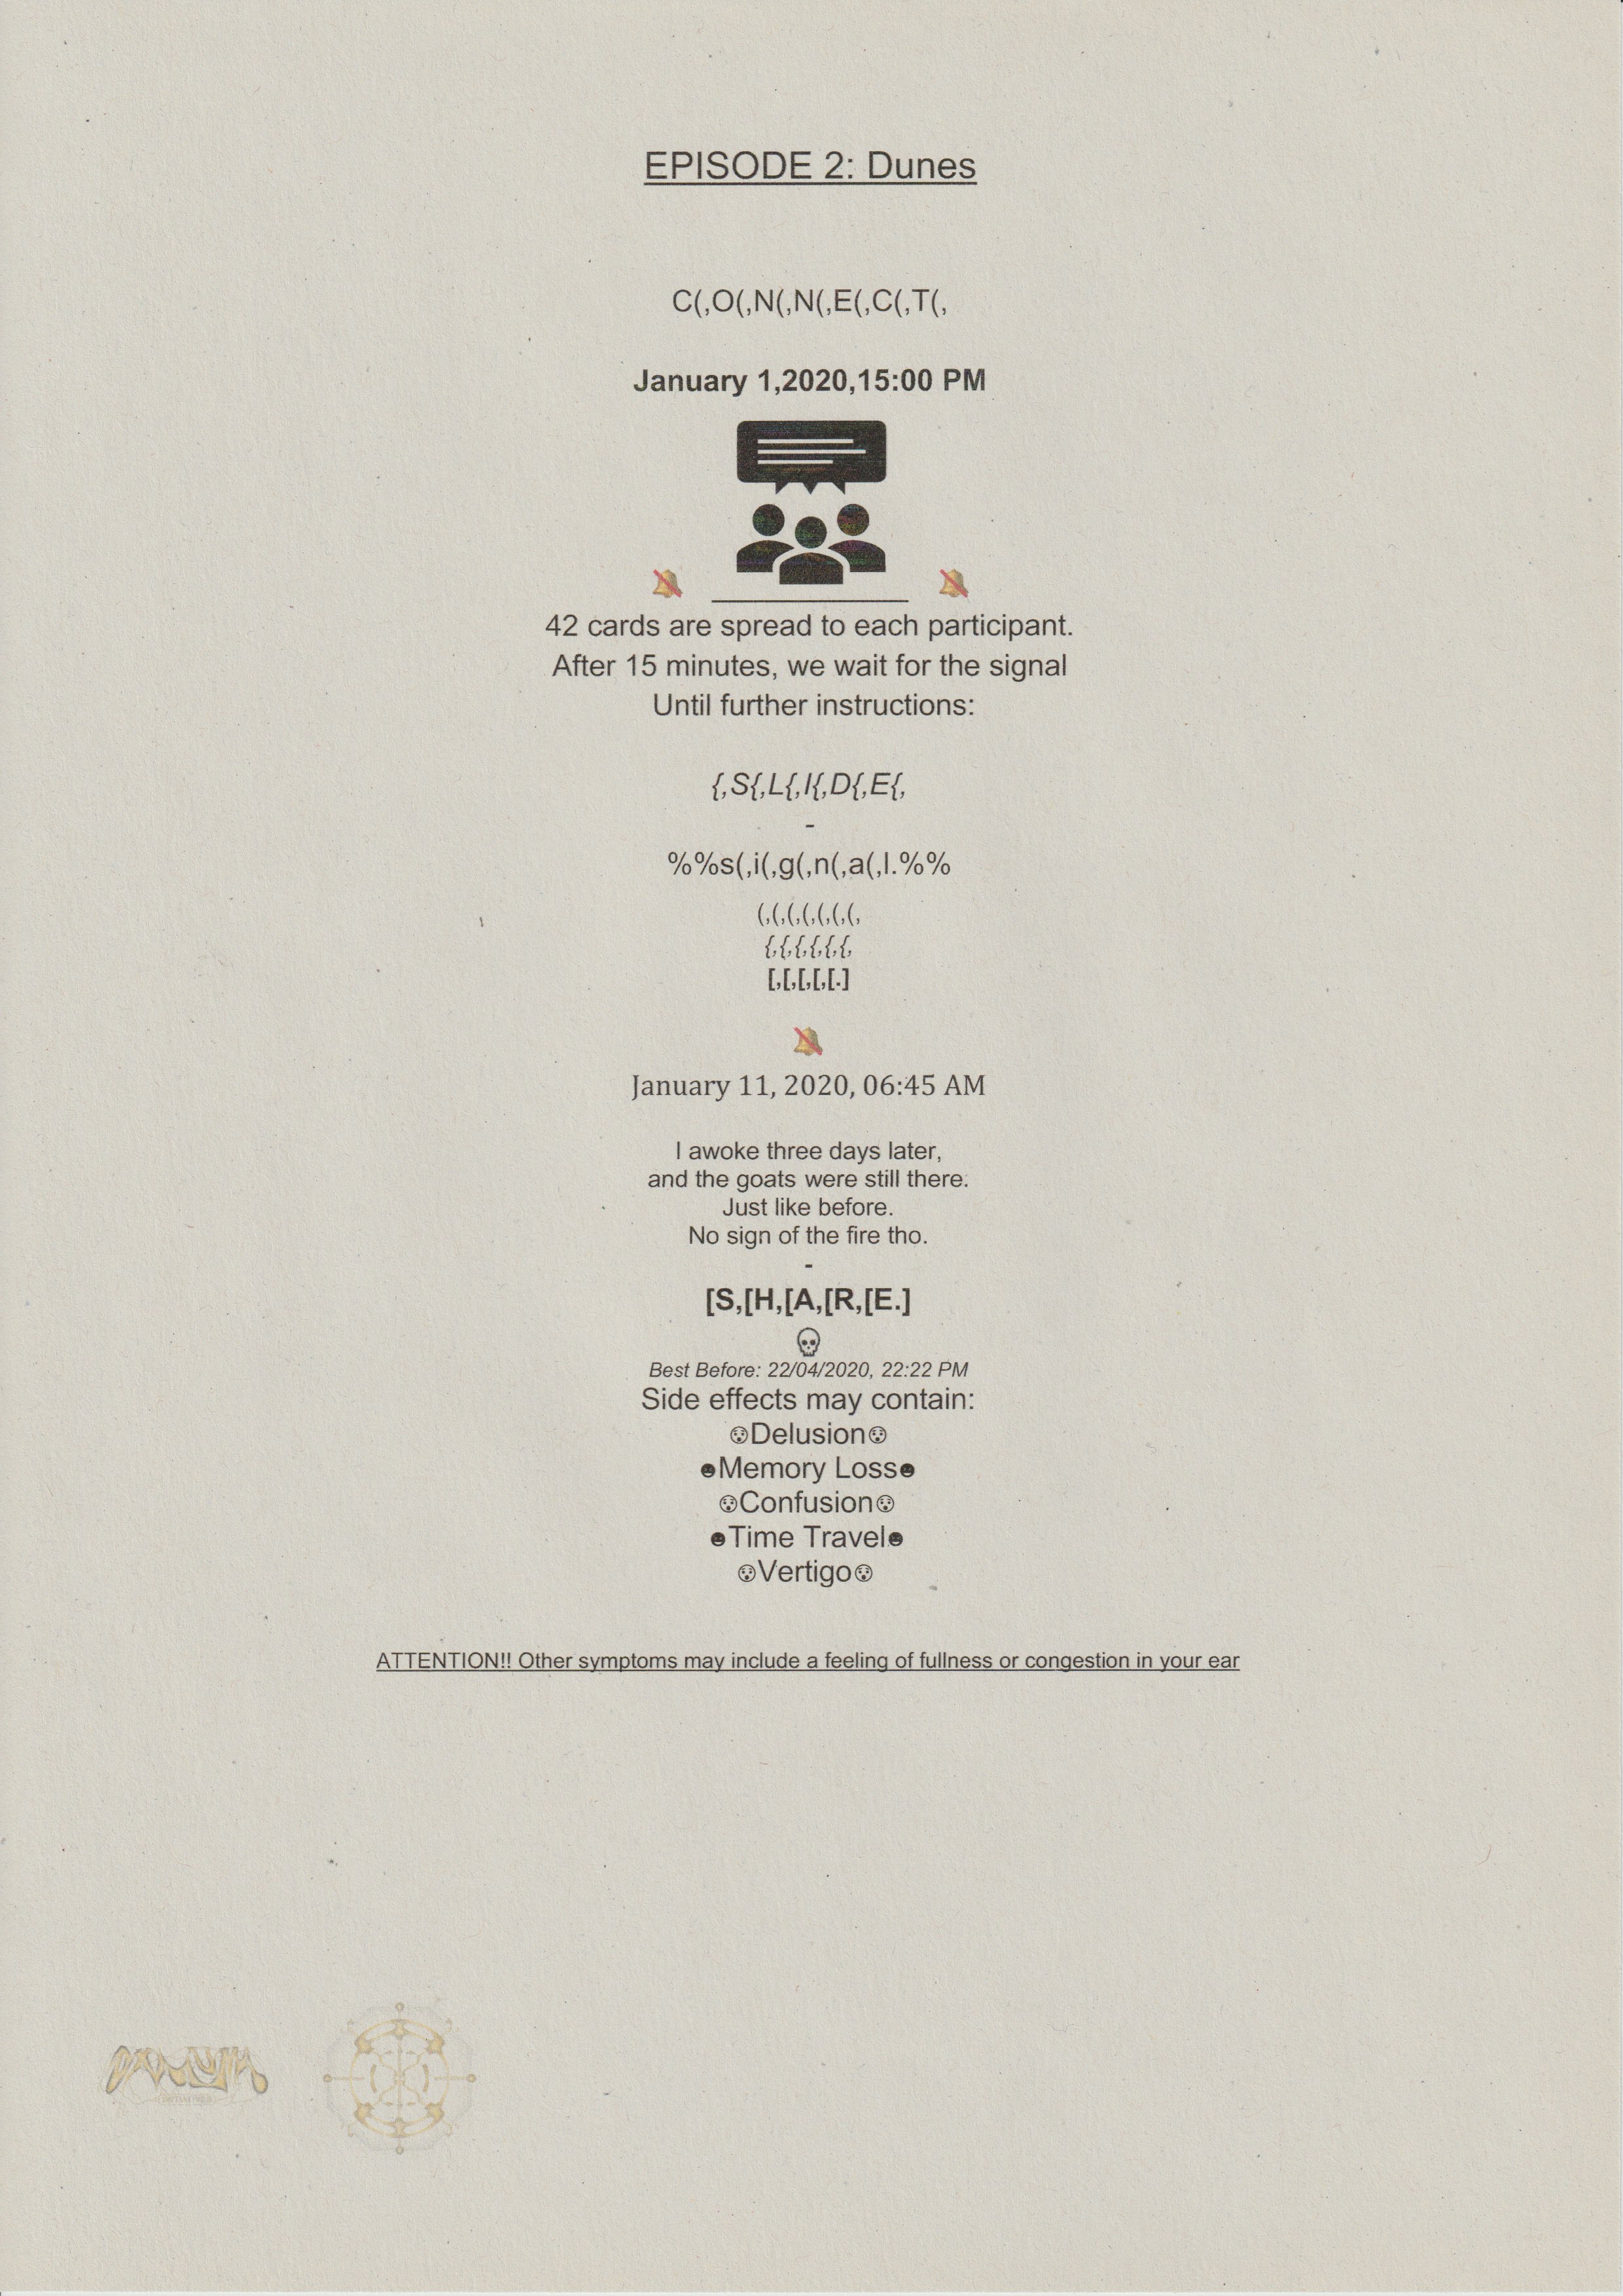 EPISODE 2: Dunes
C(,O(,N(,N(,E(,C(,T(,
January 1,2020,15:00 PM
42 cards are spread to each participant.
After 15 minutes, we wait for the signal
Until further instructions:
{,S{,L{,I{,D{,E{,
-
%%s(,i(,g(,n(,a(,l.%%
(,(,(,(,(,(,(,
{,{,{,{,{,{,
[,[,[,[,[.]
January 11, 2020, 06:45 AM
I awoke three days later,
and the goats were still there.
Just like before.
No sign of the fire tho.
-
[S,[H,[A,[R,[E.]
Best Before: 22/04/2020, 22:22 PM
Side effects may contain:
Delusion
Memory Loss
Confusion
Time Travel
Vertigo
ATTENTION!! Other symptoms may include a feeling of fullness or congestion in your ear